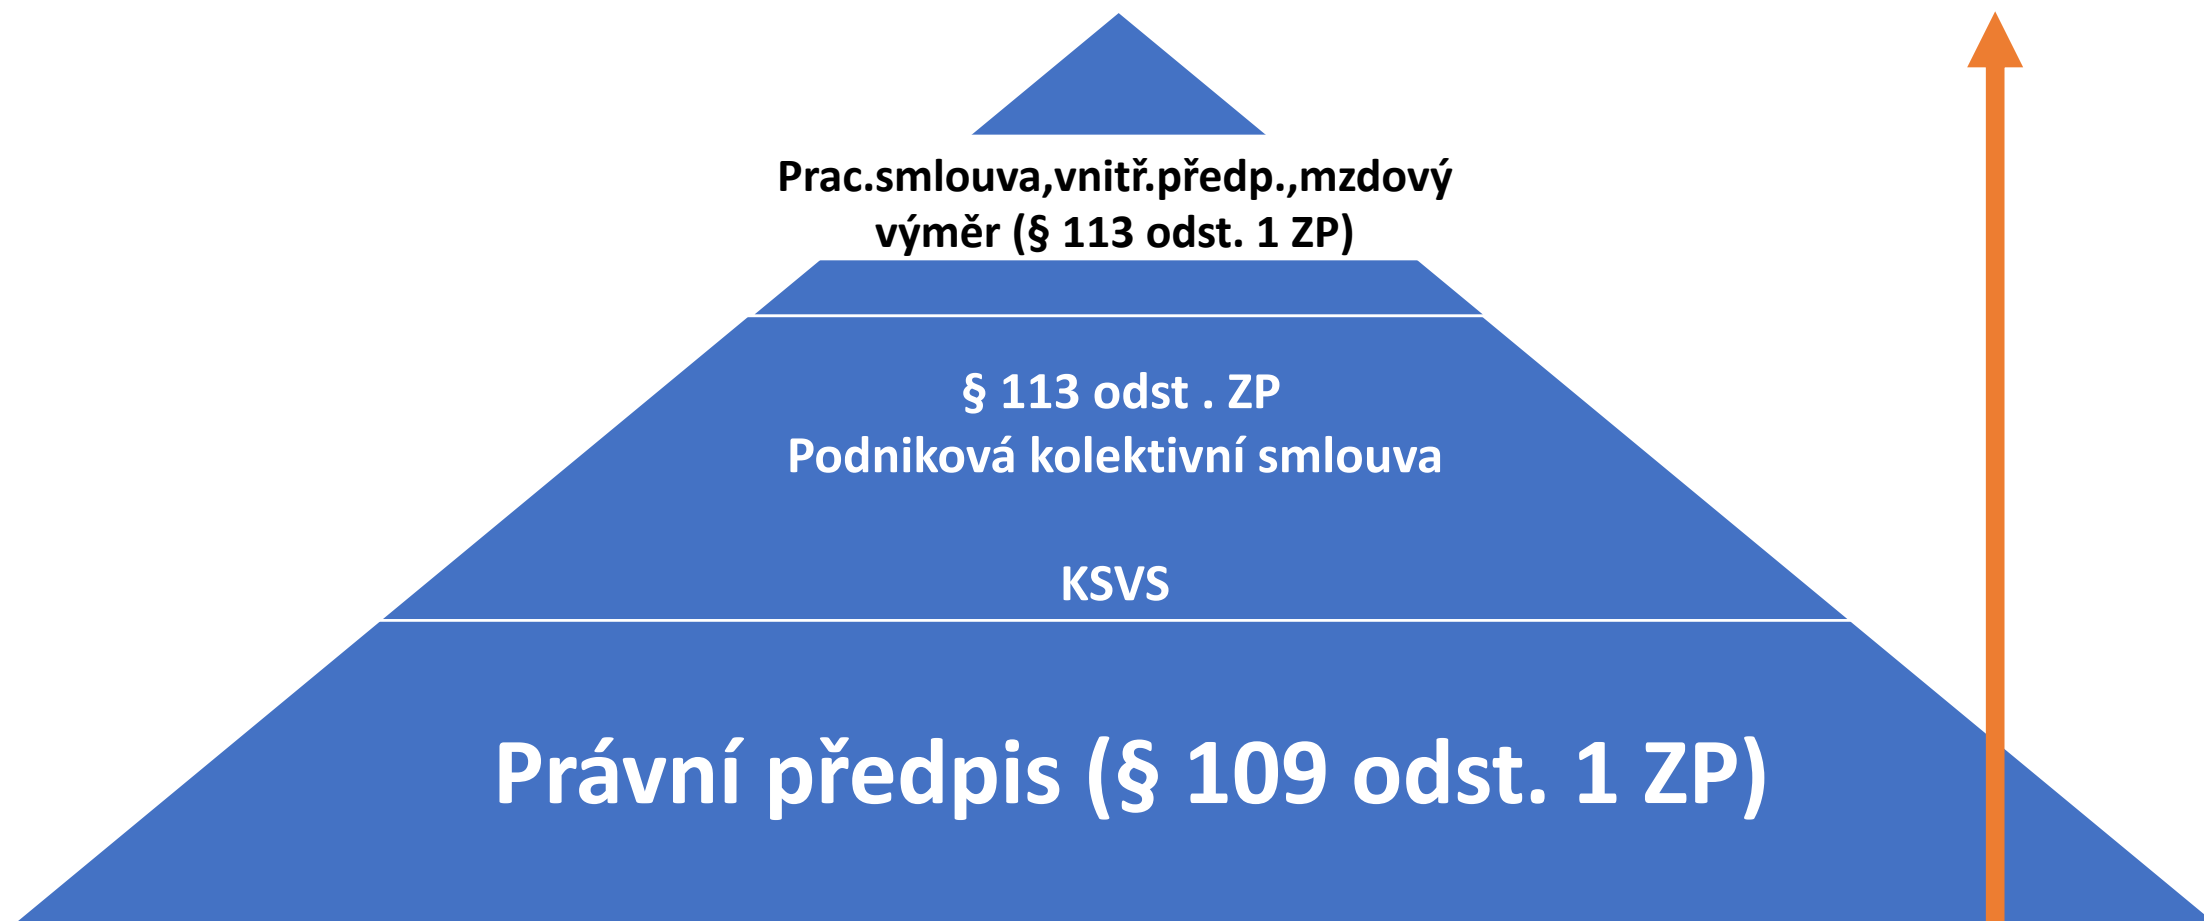 Prac.smlouva,vnitř.předp.,mzdový
výměr (§ 113 odst. 1 ZP)
§ 113 odst . ZP
Podniková kolektivní smlouva
KSVS
Právní předpis (§ 109 odst. 1 ZP)